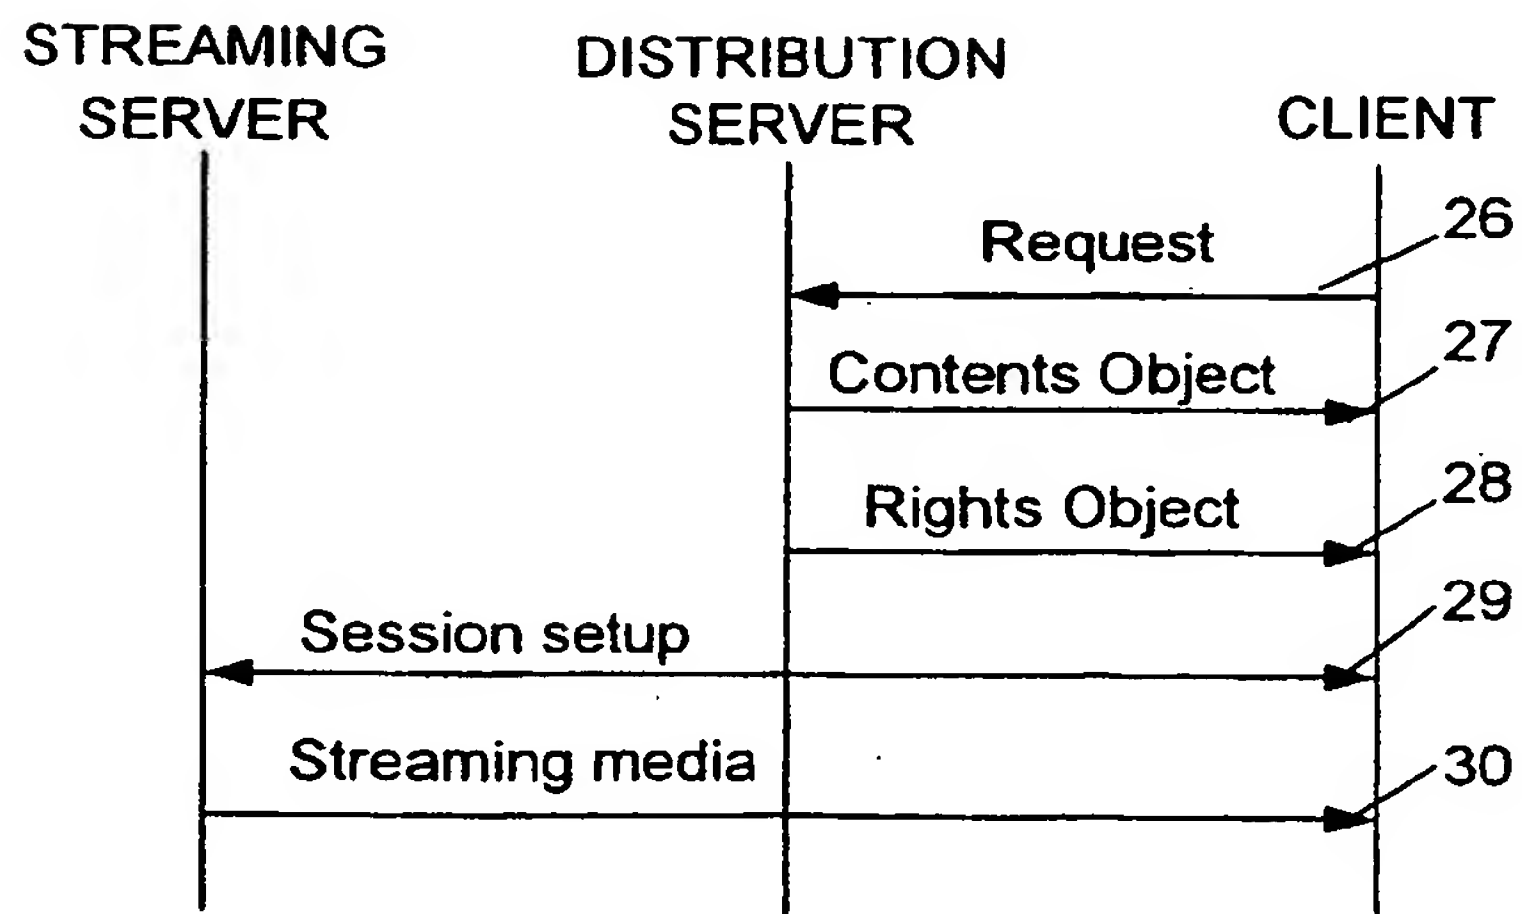 STREAMING
SERVER
DISTRIBUTION
SERVER
CLIENT
Request
26
Contents Object
27
Rights Object
28
Session setup
29
Streaming media
30